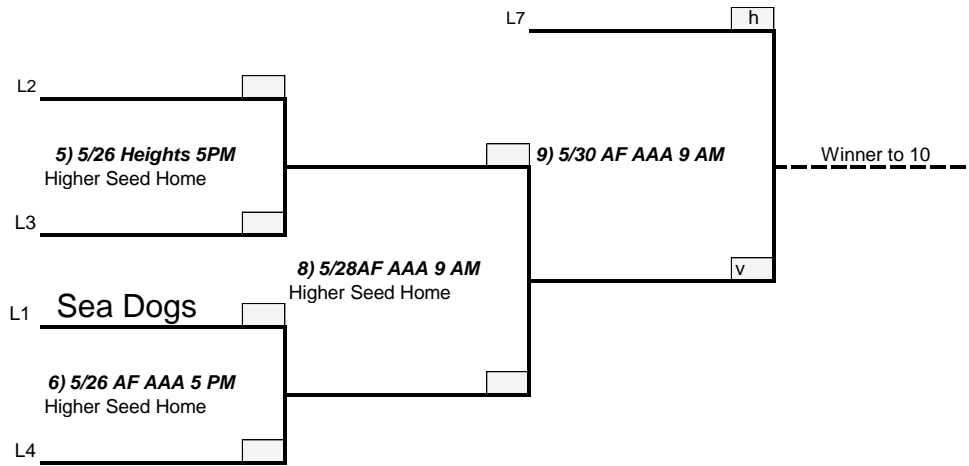 L7
h
L2
5) 5/26 Heights 5PM
Higher Seed Home
9) 5/30 AF AAA 9 AM
Winner to 10
L3
8) 5/28AF AAA 9 AM
Higher Seed Home
v
L1 Sea Dogs
6) 5/26 AF AAA 5 PM
Higher Seed Home
L4